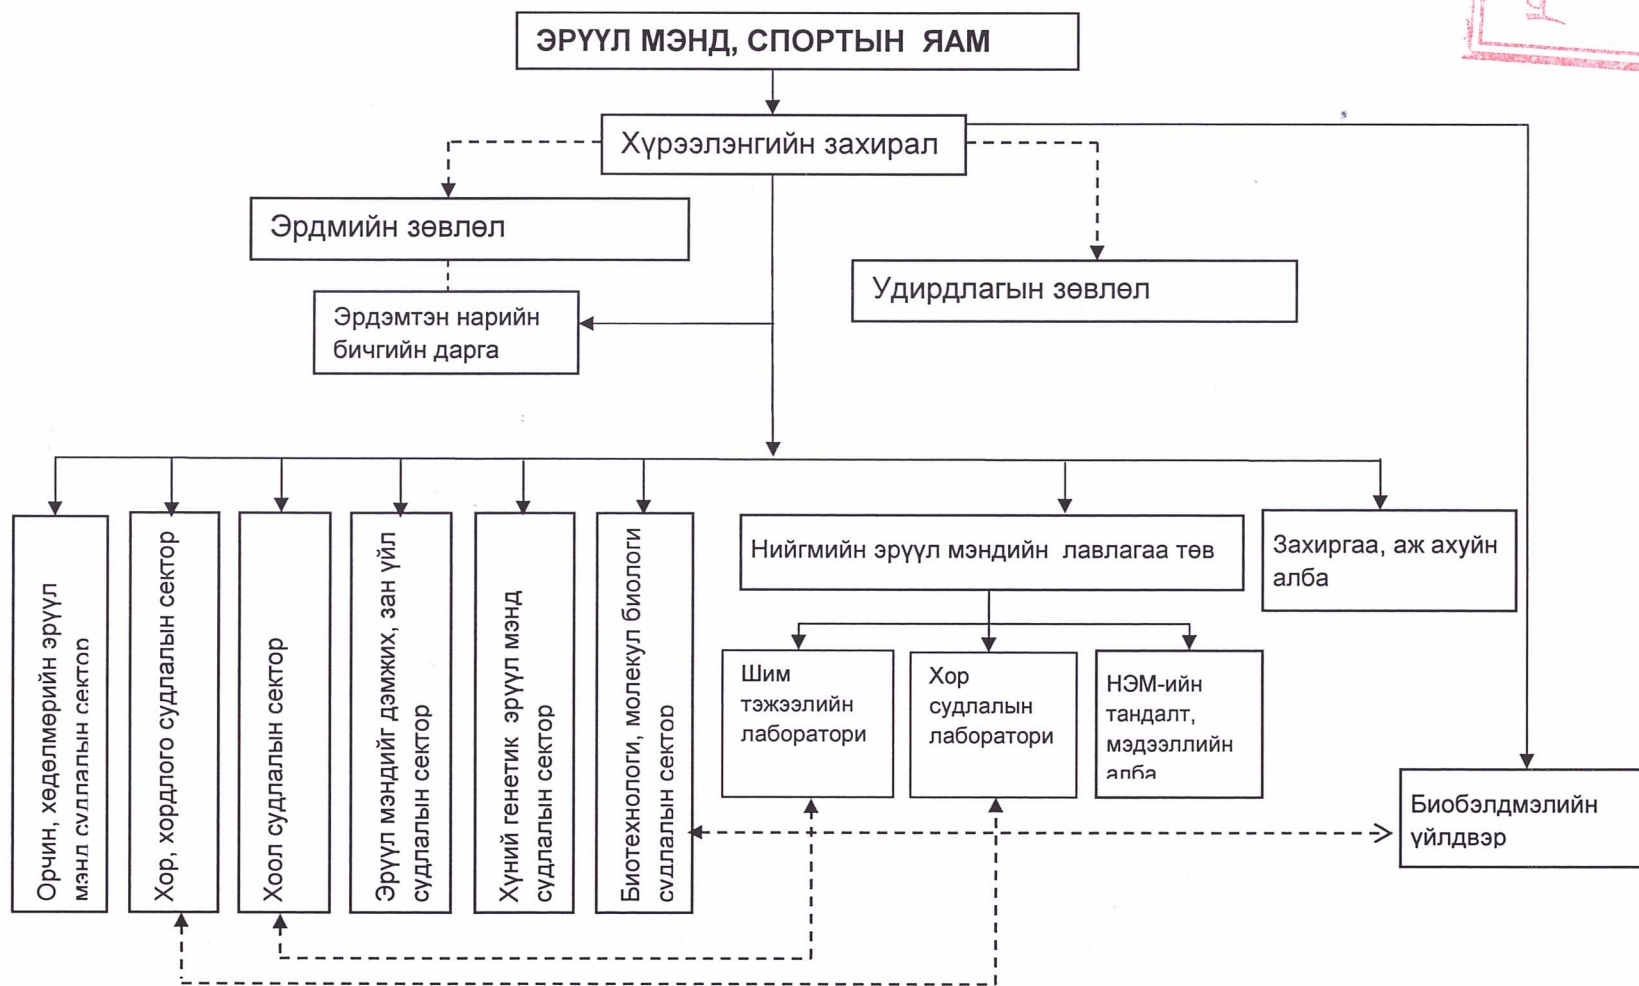 ЭРҮҮЛ МЭНД, СПОРТЫН ЯАМ
Хүрээлэнгийн захирал
Эрдмийн зөвлөл
Удирдлагын зөвлөл
Эрдэмтэн нарийн
бичгийн дарга
Орчин, хөдөлмөрийн эрүүл
мэнд судлалын сектор
Хор, хордлого судлалын сектор
Хоол судлалын сектор
Эрүүл мэндийг дэмжих, зан үйл
судлалын сектор
Хүний генетик эрүүл мэнд
судлалын сектор
Биотехнологи, молекул биологи
судлалын сектор
Нийгмийн эрүүл мэндийн лавлагаа төв
Захиргаа, аж ахуйн
алба
Шим
тэжээлийн
лаборатори
Хор
судлалын
лаборатори
НЭМ-ийн
тандалт,
мэдээллийн
алба
Биобэлдмэлийн
үйлдвэр